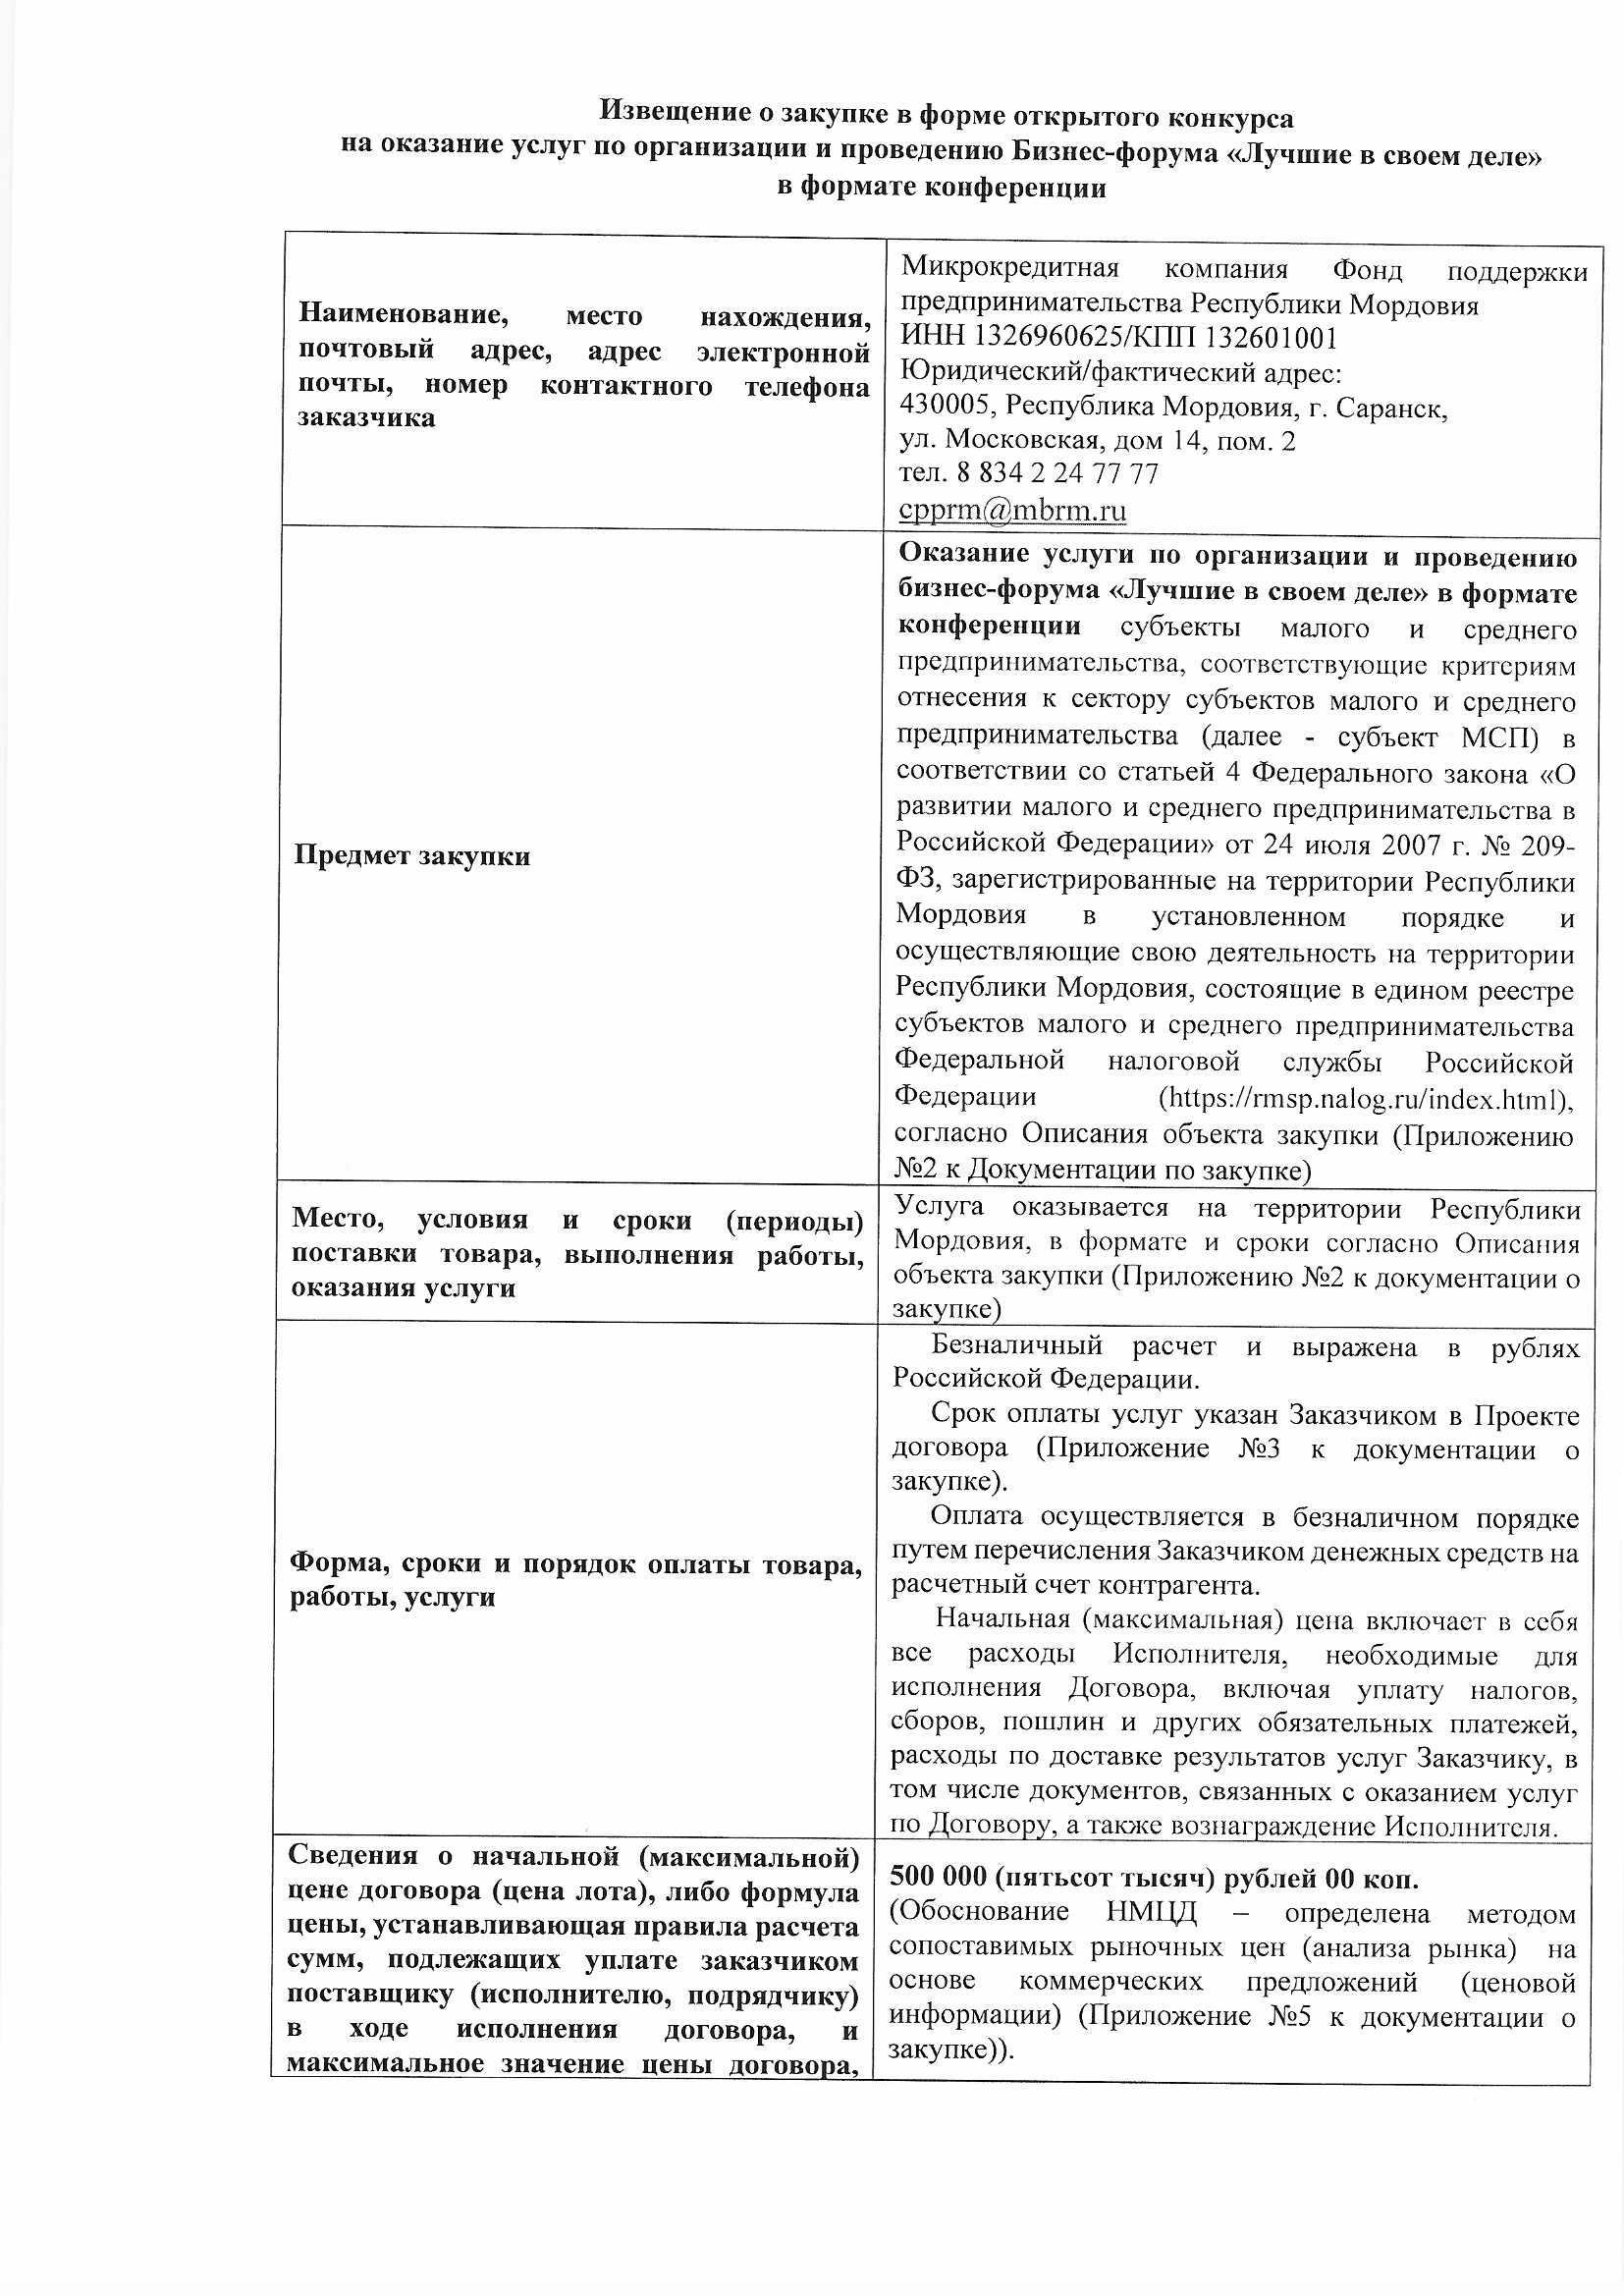 Извещение о закупке в форме открытого конкурса
на оказание услуг по организации и проведению Бизнес-форума «Лучшие в своем деле»
в формате конференции
Наименование, место нахождения,
почтовый адрес, адрес электронной
почты, номер контактного телефона
заказчика
Микрокредитная компания Фонд поддержки
предпринимательства Республики Мордовия
ИНН 1326960625/КПП 132601001
Юридический/фактический адрес:
430005, Республика Мордовия, г. Саранск,
ул. Московская, дом 14, пом. 2
тел. 8 834 2 24 77 77
cpprm@mbrm.ru
Предмет закупки
Оказание услуги по организации и проведению
бизнес-форума «Лучшие в своем деле» в формате
конференции субъекты малого и среднего
предпринимательства, соответствующие критериям
отнесения к сектору субъектов малого и среднего
предпринимательства (далее - субъект МСП) в
соответствии со статьей 4 Федерального закона «О
развитии малого и среднего предпринимательства в
Российской Федерации» от 24 июля 2007 г. № 209-
ФЗ, зарегистрированные на территории Республики
Мордовия в установленном порядке и
осуществляющие свою деятельность на территории
Республики Мордовия, состоящие в едином реестре
субъектов малого и среднего предпринимательства
Федеральной налоговой службы Российской
Федерации (https://rmsp.nalog.ru/index.html),
согласно Описания объекта закупки (Приложению
№2 к Документации по закупке)
Место, условия и сроки (периоды)
поставки товара, выполнения работы,
оказания услуги
Услуга оказывается на территории Республики
Мордовия, в формате и сроки согласно Описания
объекта закупки (Приложению №2 к документации о
закупке)
Форма, сроки и порядок оплаты товара,
работы, услуги
Безналичный расчет и выражена в рублях
Российской Федерации.
Срок оплаты услуг указан Заказчиком в Проекте
договора (Приложение №3 к документации о
закупке).
Оплата осуществляется в безналичном порядке
путем перечисления Заказчиком денежных средств на
расчетный счет контрагента.
Начальная (максимальная) цена включает в себя
все расходы Исполнителя, необходимые для
исполнения Договора, включая уплату налогов,
сборов, пошлин и других обязательных платежей,
расходы по доставке результатов услуг Заказчику, в
том числе документов, связанных с оказанием услуг
по Договору, а также вознаграждение Исполнителя.
Сведения о начальной (максимальной)
цене договора (цена лота), либо формула
цены, устанавливающая правила расчета
сумм, подлежащих уплате заказчиком
поставщику (исполнителю, подрядчику)
в ходе исполнения договора, и
максимальное значение цены договора,
500 000 (пятьсот тысяч) рублей 00 коп.
(Обоснование НМЦД – определена методом
сопоставимых рыночных цен (анализа рынка) на
основе коммерческих предложений (ценовой
информации) (Приложение №5 к документации о
закупке)).